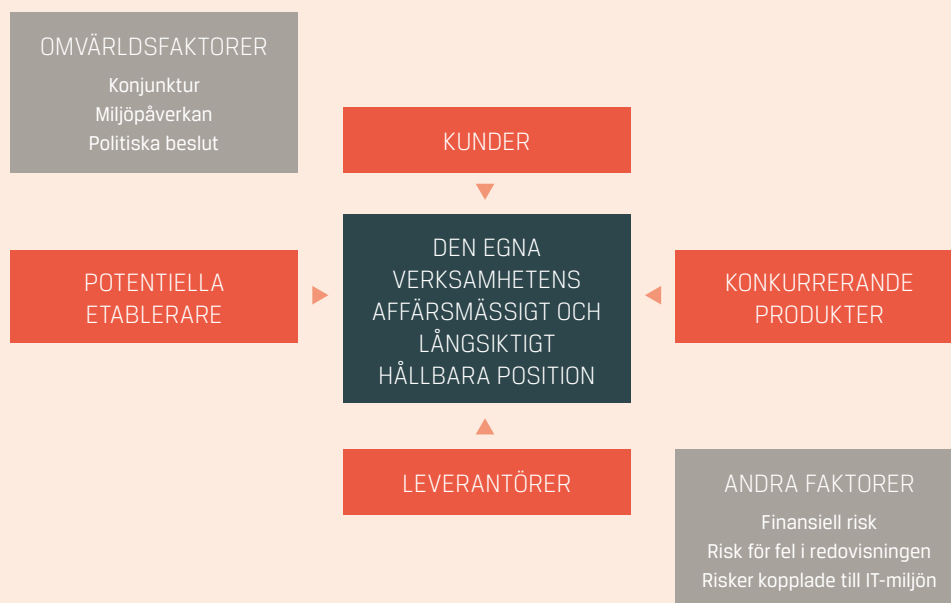 OMVÄRLDSFAKTORER
Konjunktur
Miljöpåverkan
Politiska beslut
KUNDER
POTENTIELLA
ETABLERARE
DEN EGNA
VERKSAMHETENS
AFFÄRSMÄSSIGT OCH
LÅNGSIKTIGT
HÅLLBARA POSITION
KONKURRERANDE
PRODUKTER
LEVERANTÖRER
ANDRA FAKTORER
Finansiell risk
Risk för fel i redovisningen
Risker kopplade till IT-miljön